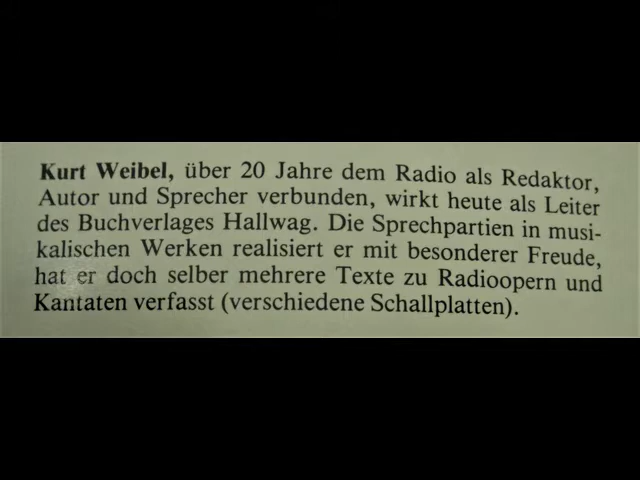 Kurt Weibel, über 20 Jahre dem Radio als Redaktor,
Autor und Sprecher verbunden, wirkt heute als Leiter
des Buchverlages Hallwag. Die Sprechpartien in musi-
kalischen Werken realisiert er mit besonderer Freude,
hat er doch selber mehrere Texte zu Radioopern und
Kantaten verfasst (verschiedene Schallplatten).